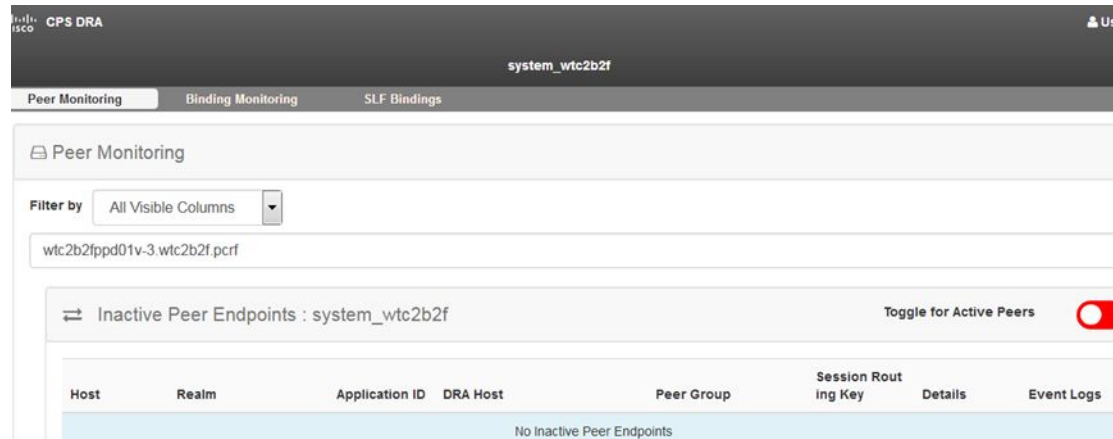 CPS DRA
system_wtc2b2f
Peer Monitoring Binding Monitoring SLF Bindings
Peer Monitoring
Filter by All Visible Columns
wtc2b2fppd01v-3.wtc2b2f.pcrf
Inactive Peer Endpoints : system_wtc2b2f Toggle for Active Peers
Host Realm Application ID DRA Host Peer Group Session Rout
ing Key Details Event Logs
No Inactive Peer Endpoints